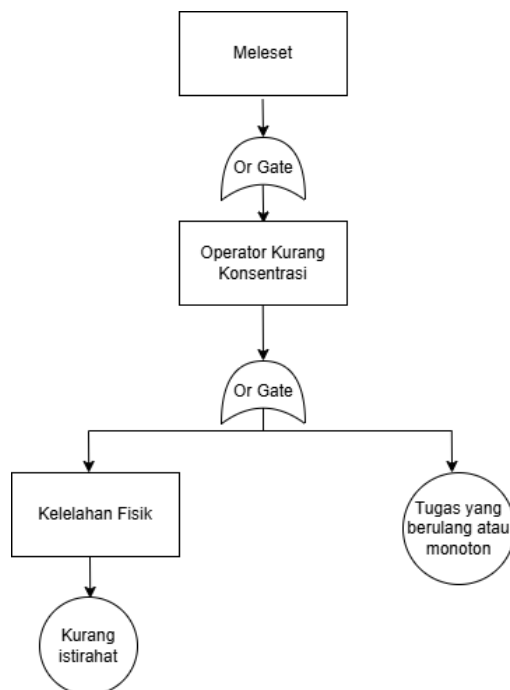 Meleset
Or Gate
Operator Kurang
Konsentrasi
Or Gate
Kelelahan Fisik
Tugas yang
berulang atau
monoton
Kurang
istirahat